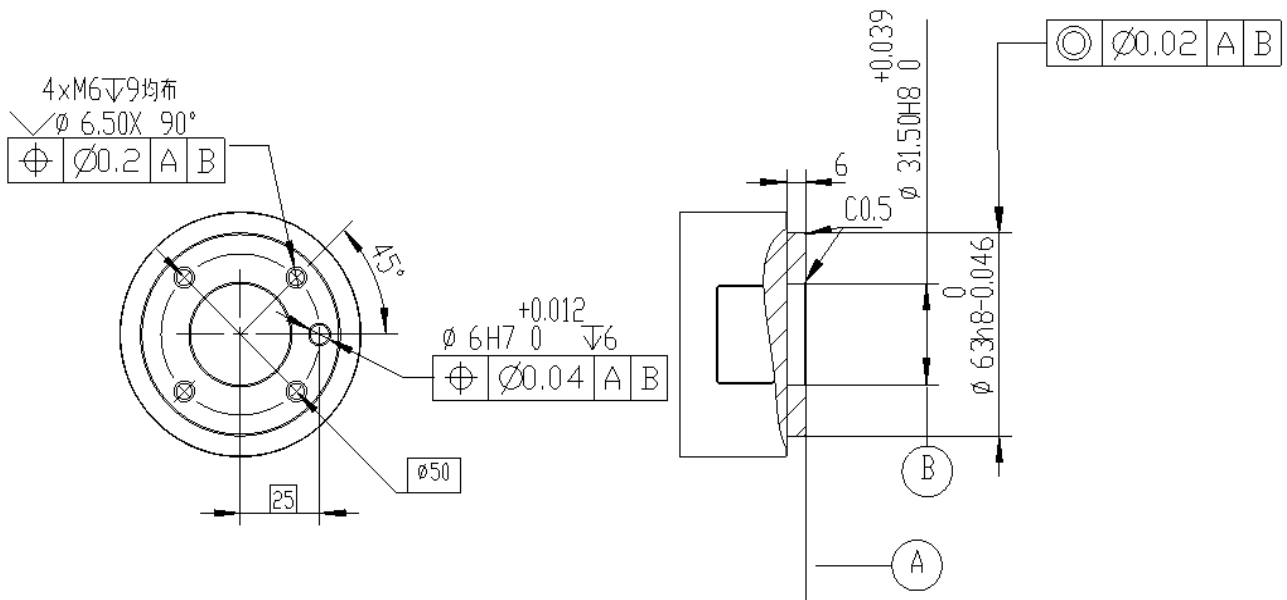 4xM6↧9均布
⌵ø 6.50X 90°
⌖ Ø0.2 A B
45°
+0.012
ø 6H7 0 ↧6
⌖ Ø0.04 A B
ø50
25
6
C0.5
+0.039
ø 31.50H8 0
◎ Ø0.02 A B
0
ø 63h8-0.046
B
A